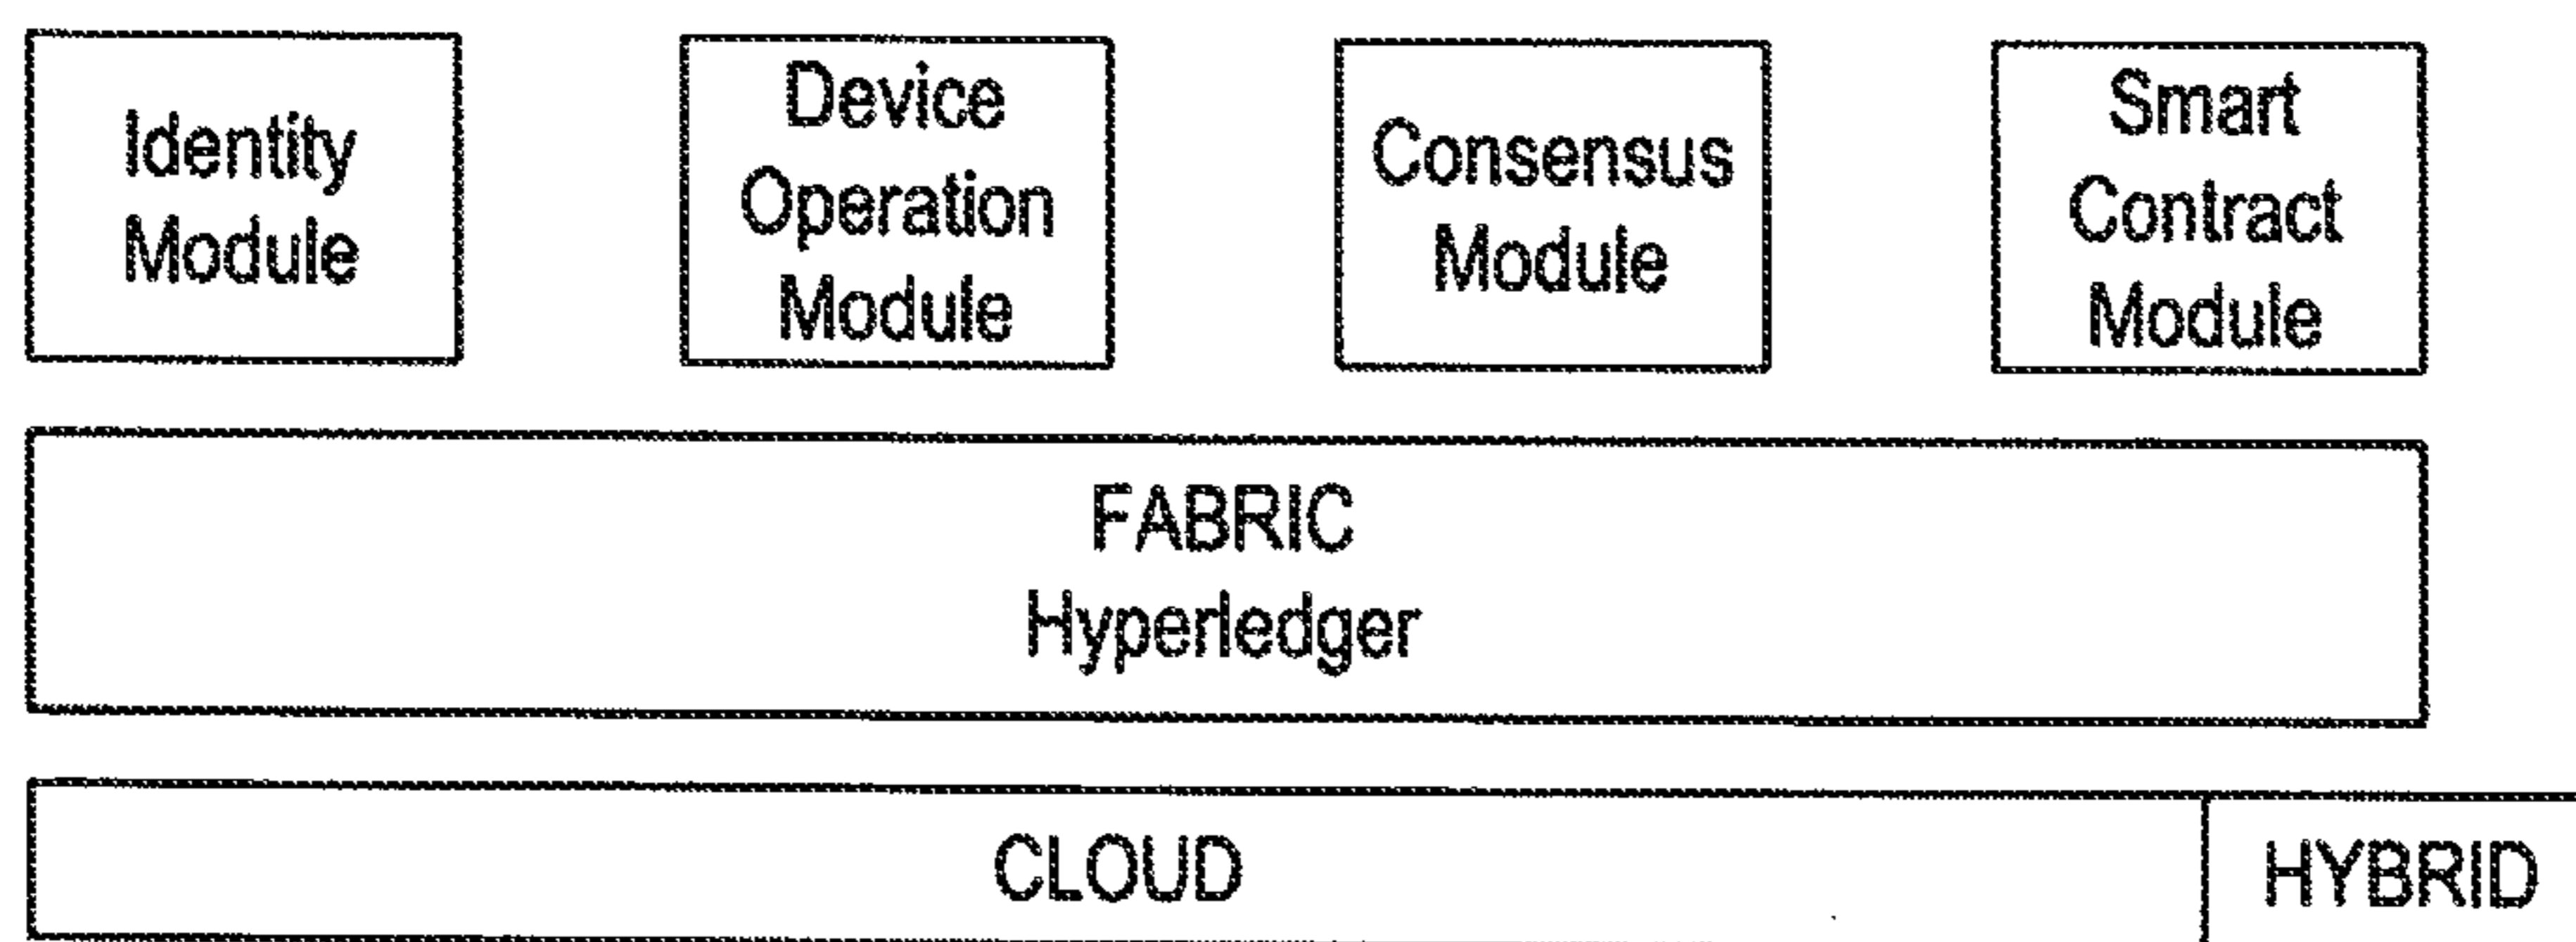 Identity
Module
Device
Operation
Module
Consensus
Module
Smart
Contract
Module
FABRIC
Hyperledger
CLOUD
HYBRID